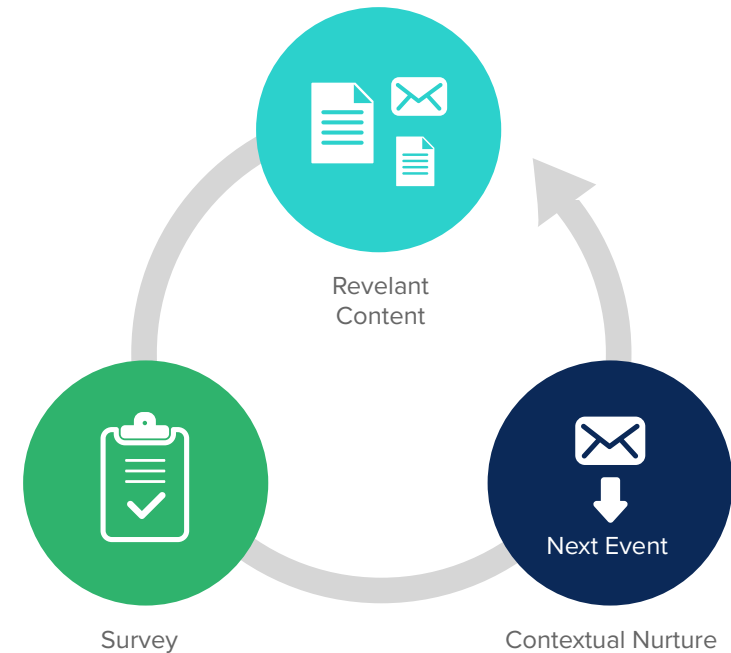 Revelant
Content
Next Event
Survey
Contextual Nurture